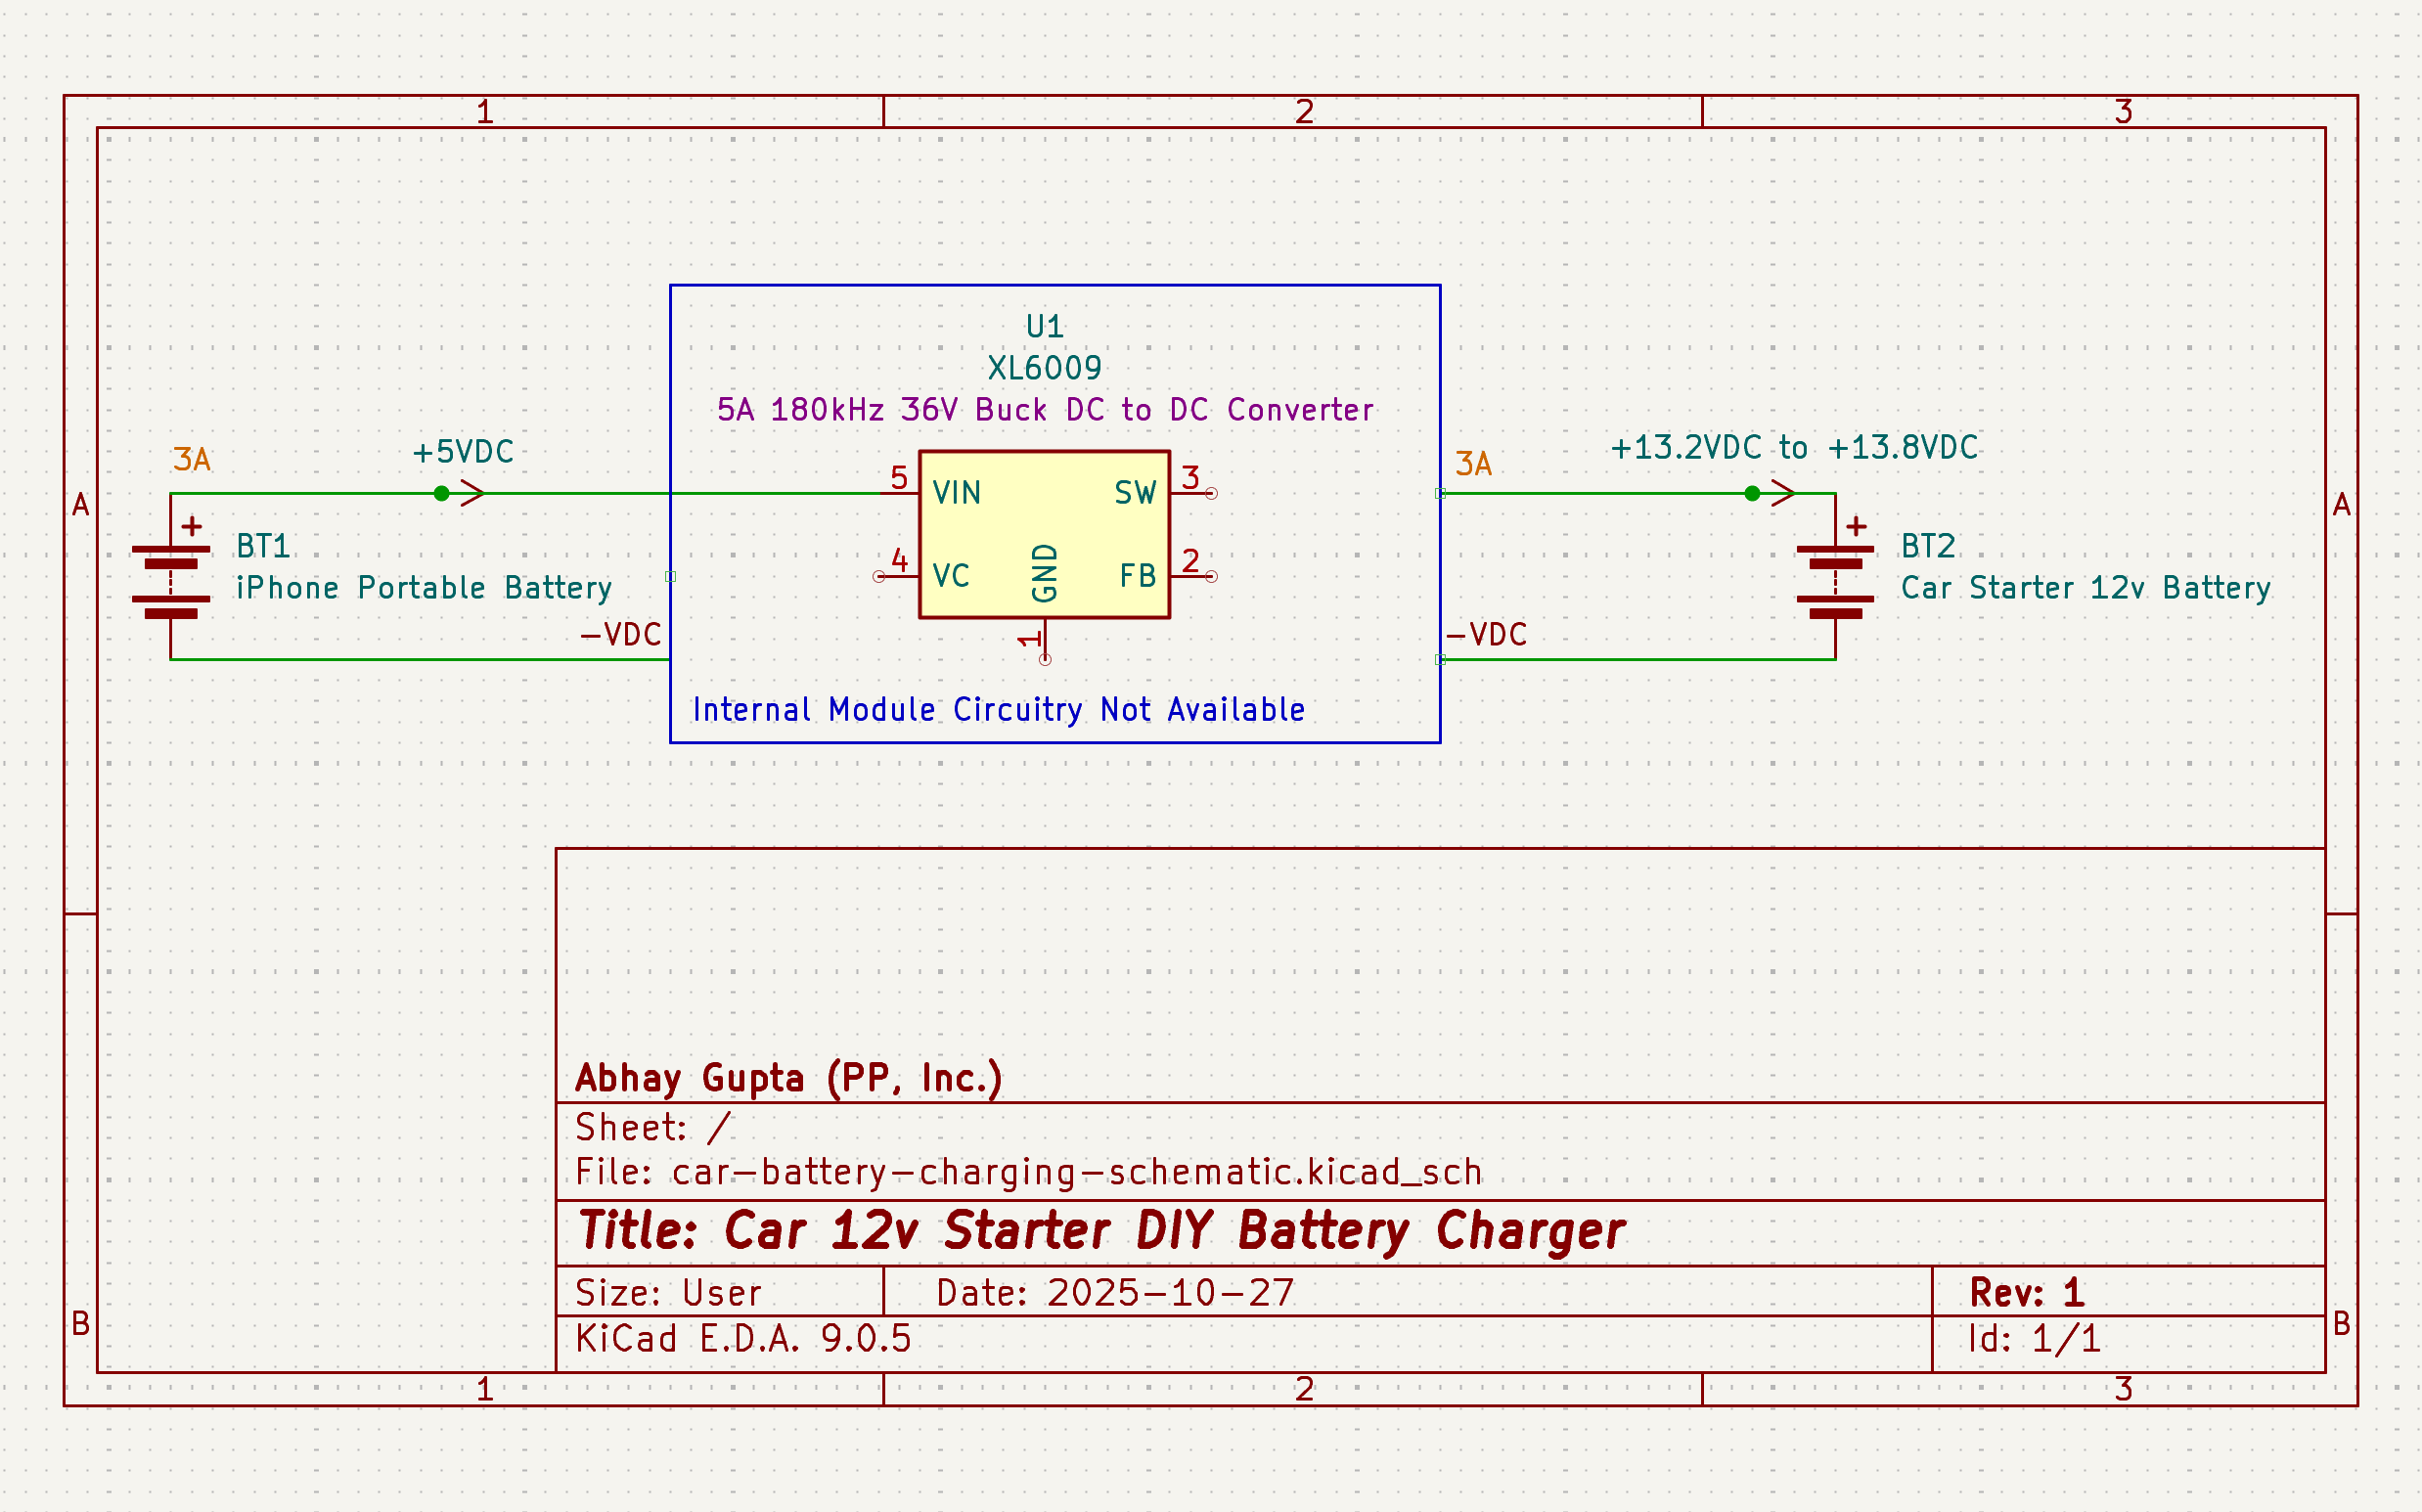 1 2 3
U1
XL6009
5A 180kHz 36V Buck DC to DC Converter
3A +5VDC
3A +13.2VDC to +13.8VDC
A A
5 VIN SW 3
+ +
BT1
iPhone Portable Battery
4 VC GND FB 2
BT2
Car Starter 12v Battery
-VDC 1 -VDC
Internal Module Circuitry Not Available
Abhay Gupta (PP, Inc.)
Sheet: /
File: car-battery-charging-schematic.kicad_sch
Title: Car 12v Starter DIY Battery Charger
Size: User Date: 2025-10-27 Rev: 1
B B
KiCad E.D.A. 9.0.5 Id: 1/1
1 2 3